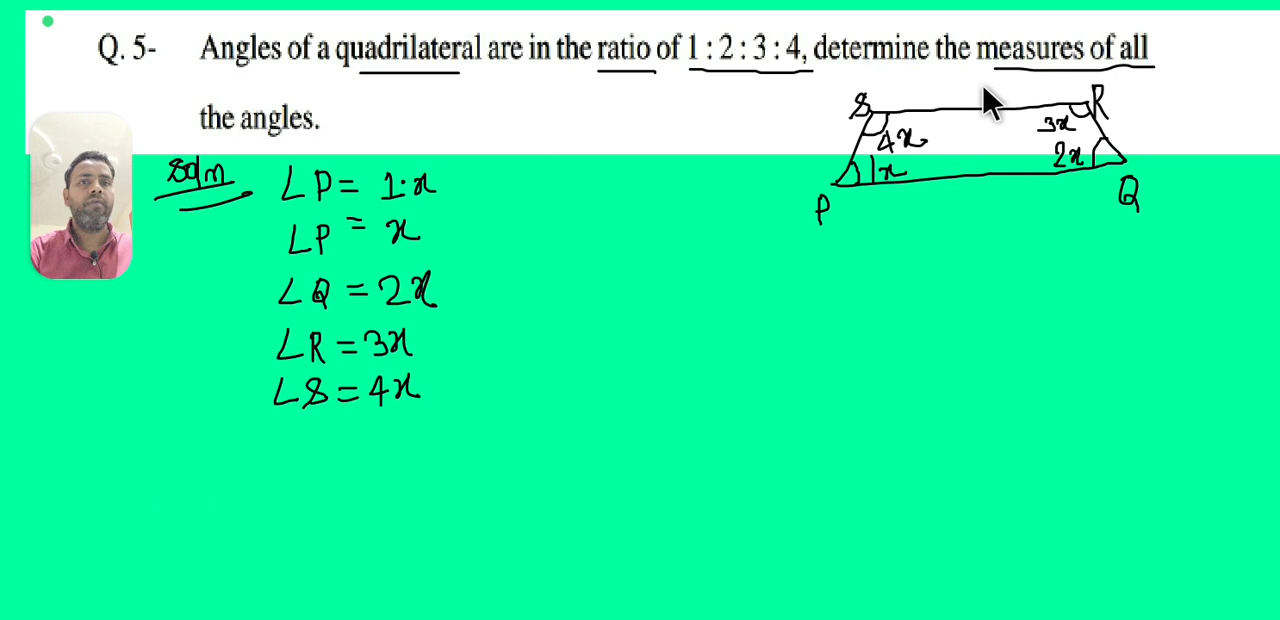 Q. 5- Angles of a quadrilateral are in the ratio of 1 : 2 : 3 : 4, determine the measures of all
the angles.
S R
4x 3x
1x 2x
P Q
Soln
∠P = 1·x
∠P = x
∠Q = 2x
∠R = 3x
∠S = 4x